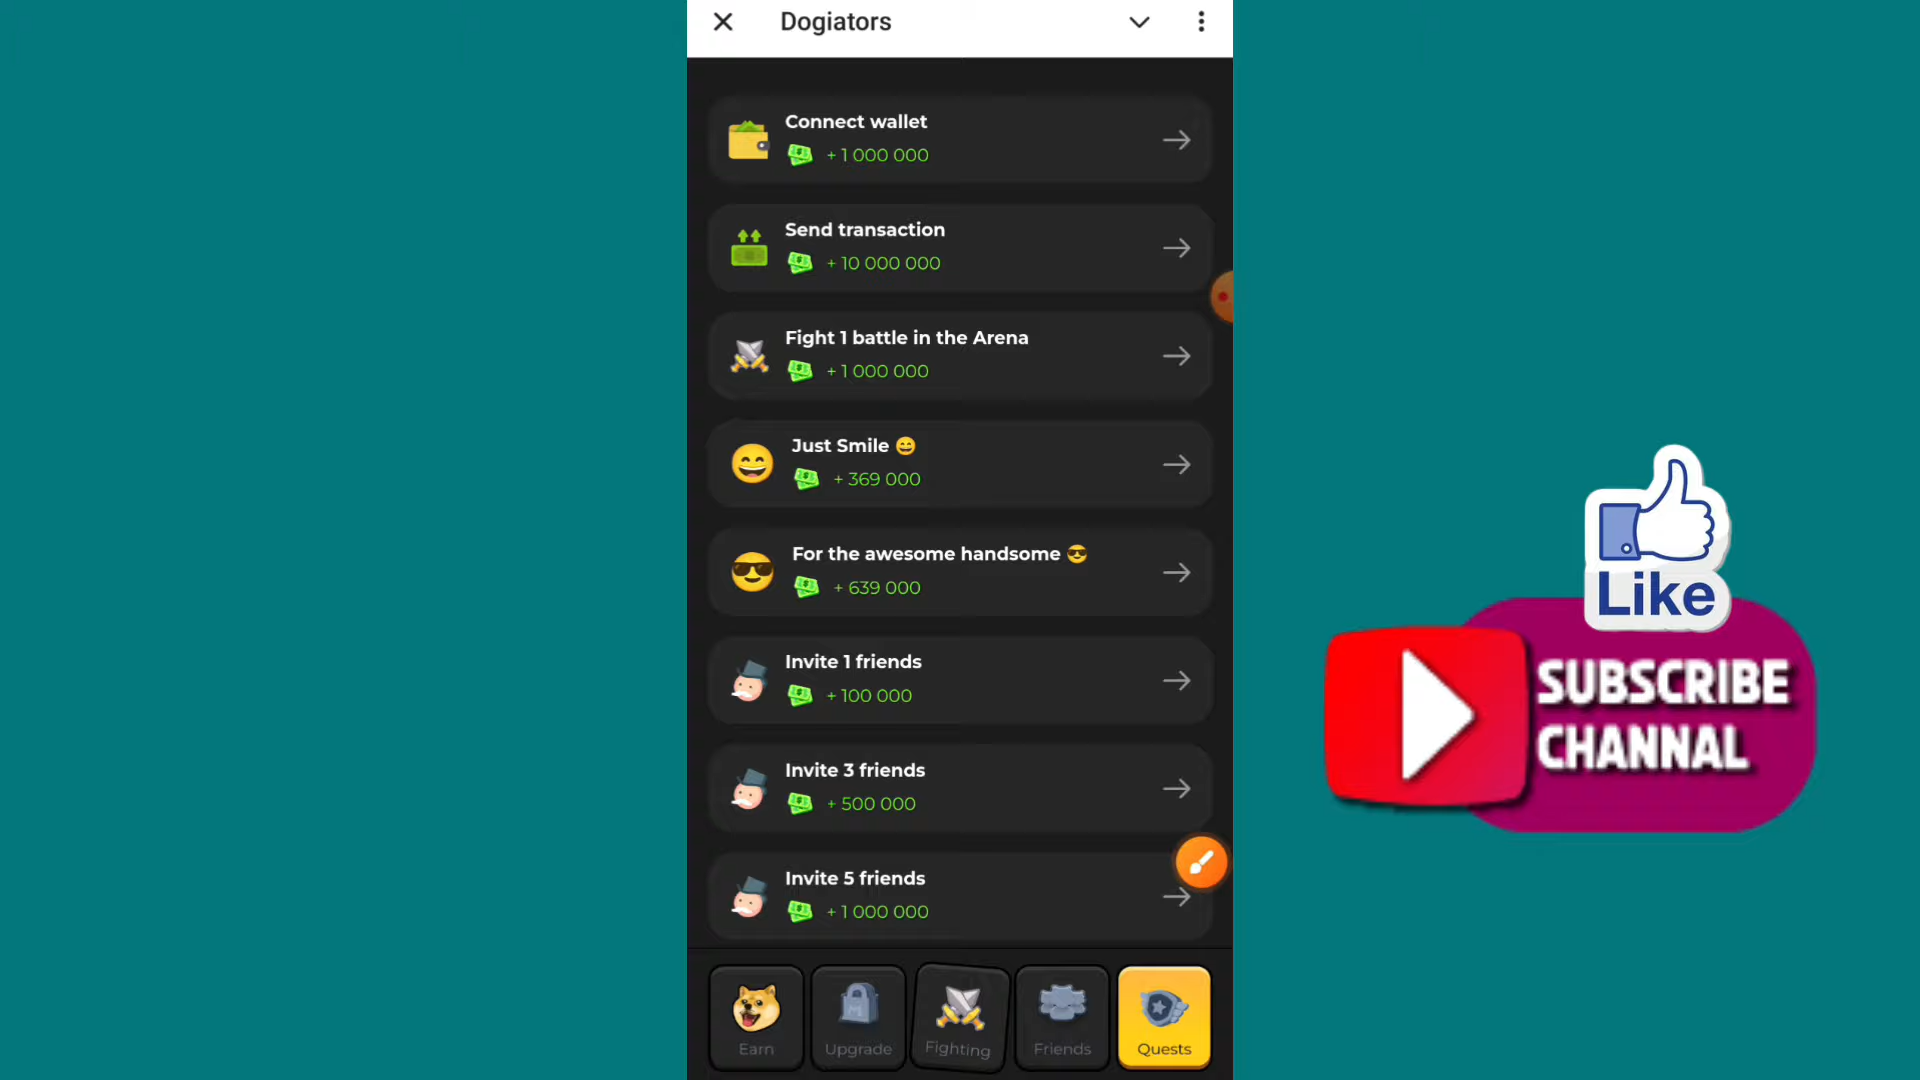 Dogiators
Connect wallet
+ 1 000 000
Send transaction
+ 10 000 000
Fight 1 battle in the Arena
+ 1 000 000
Just Smile 😄
+ 369 000
For the awesome handsome 😎
+ 639 000
Invite 1 friends
+ 100 000
Invite 3 friends
+ 500 000
Invite 5 friends
+ 1 000 000
Earn
Upgrade
Fighting
Friends
Quests
Like
SUBSCRIBE
CHANNAL